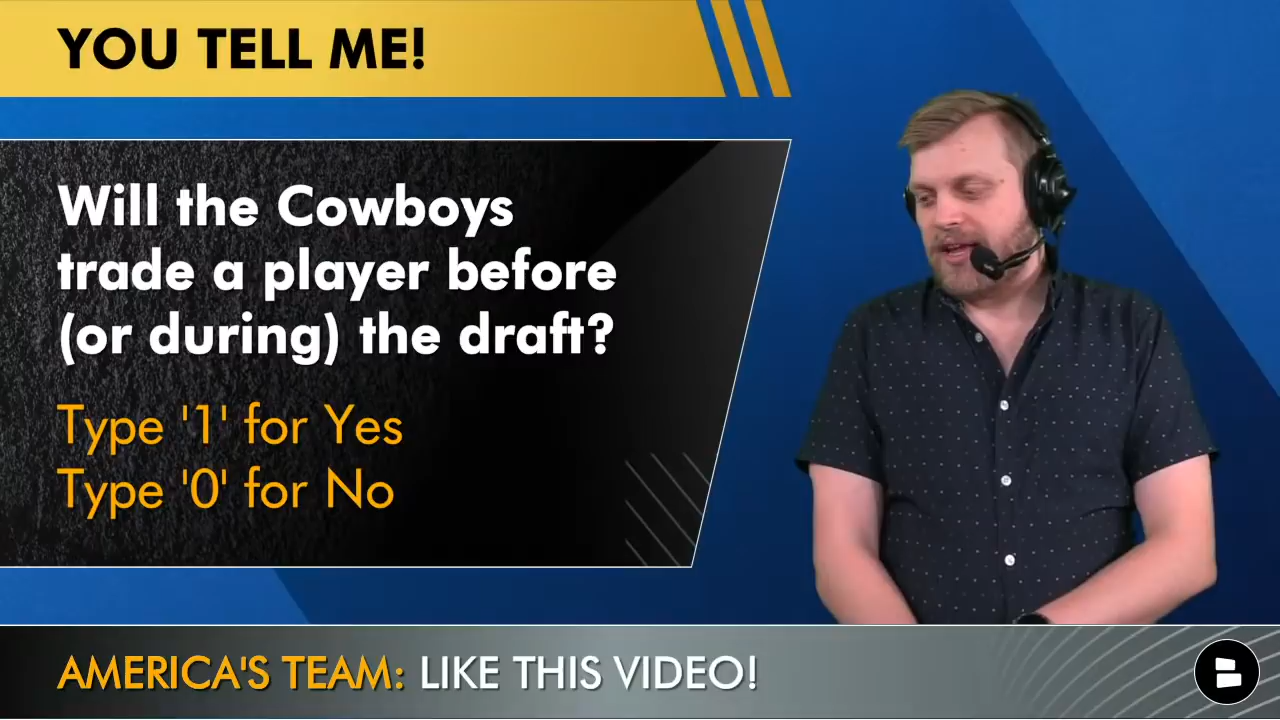 YOU TELL ME!
Will the Cowboys
trade a player before
(or during) the draft?
Type '1' for Yes
Type '0' for No
AMERICA'S TEAM: LIKE THIS VIDEO!